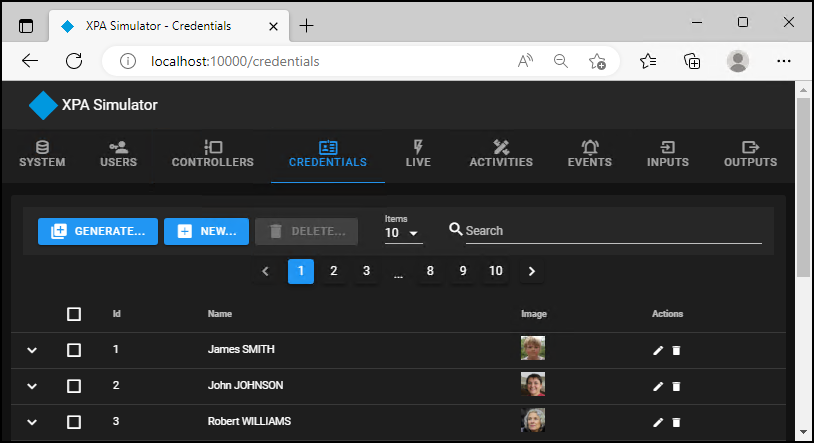 XPA Simulator - Credentials
localhost:10000/credentials
XPA Simulator
SYSTEM USERS CONTROLLERS CREDENTIALS LIVE ACTIVITIES EVENTS INPUTS OUTPUTS
GENERATE... NEW... DELETE... Items 10 Search
1 2 3 ... 8 9 10
Id Name Image Actions
1 James SMITH
2 John JOHNSON
3 Robert WILLIAMS